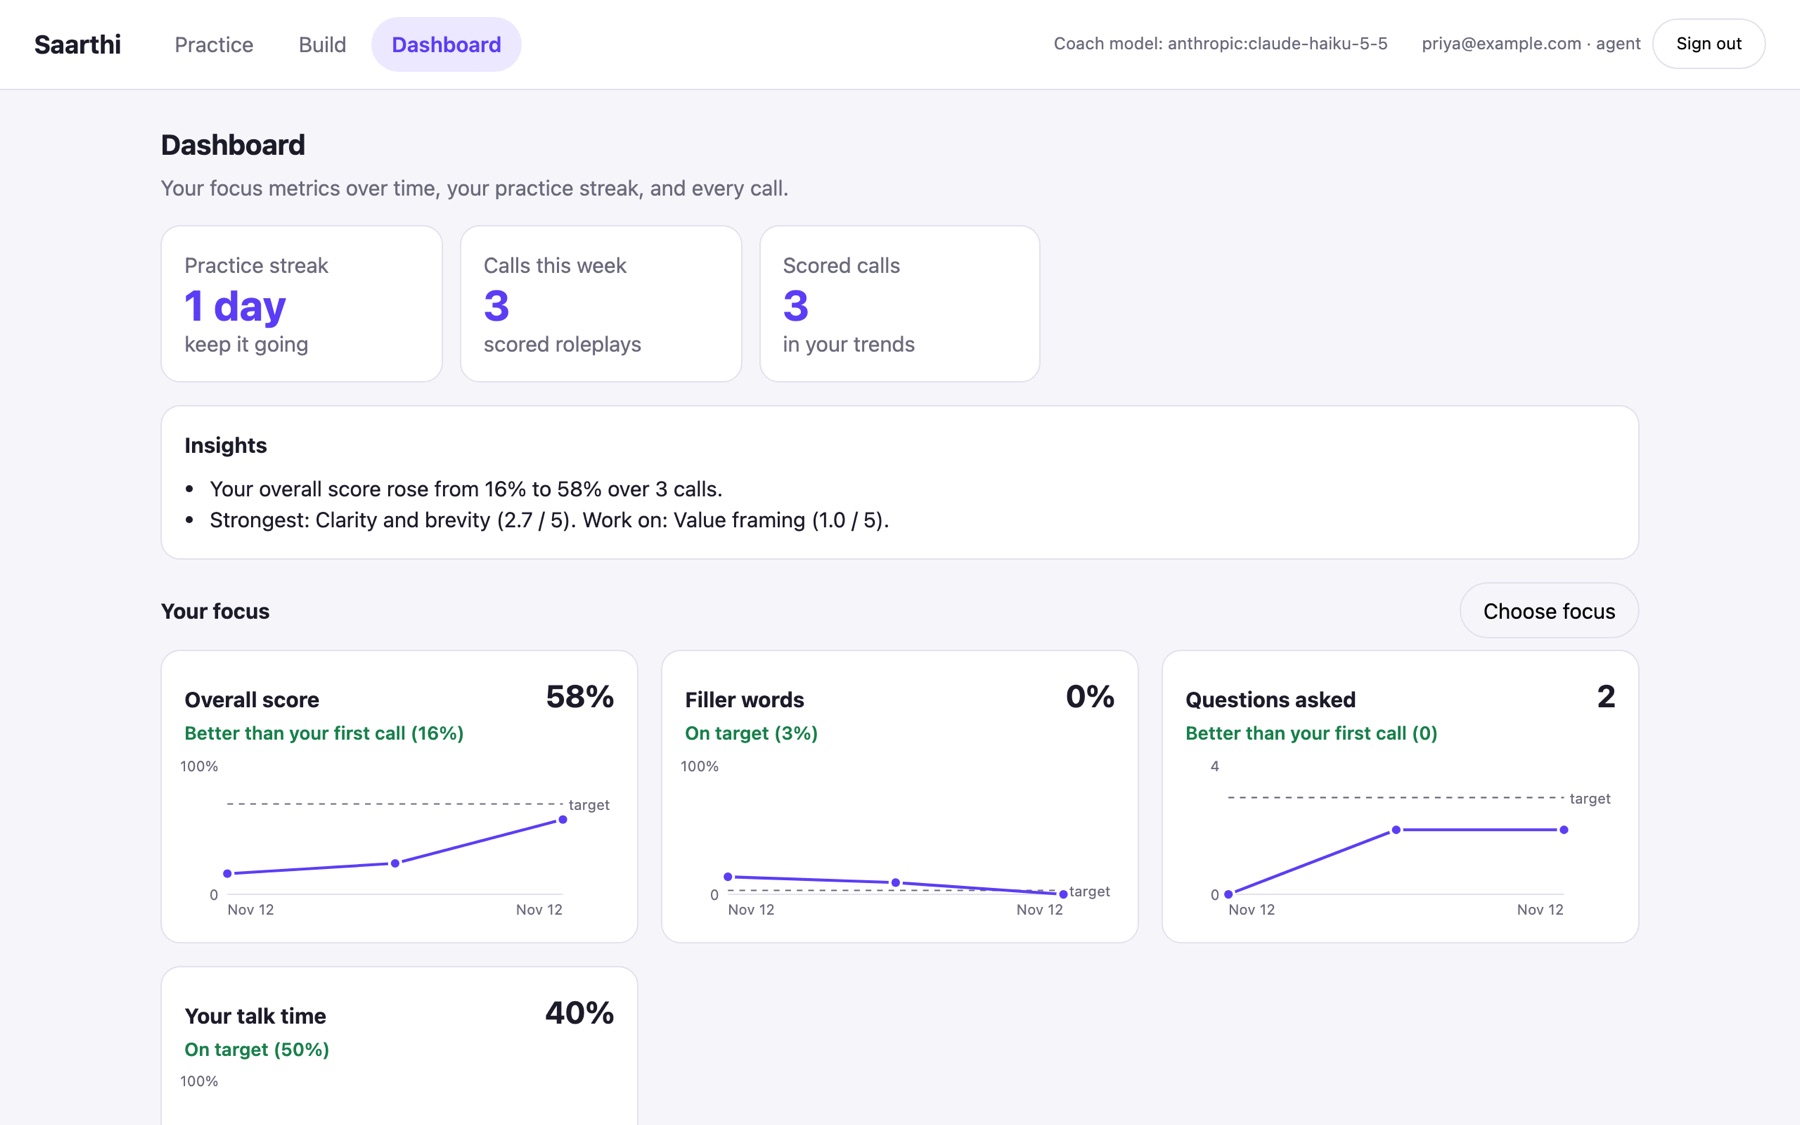 Saarthi
Practice
Build
Dashboard
Coach model: anthropic:claude-haiku-5-5
priya@example.com · agent
Sign out
Dashboard
Your focus metrics over time, your practice streak, and every call.
Practice streak
1 day
keep it going
Calls this week
3
scored roleplays
Scored calls
3
in your trends
Insights
• Your overall score rose from 16% to 58% over 3 calls.
• Strongest: Clarity and brevity (2.7 / 5). Work on: Value framing (1.0 / 5).
Your focus
Choose focus
Overall score
58%
Better than your first call (16%)
100%
target
0
Nov 12
Nov 12
Filler words
0%
On target (3%)
100%
0
target
Nov 12
Nov 12
Questions asked
2
Better than your first call (0)
4
target
0
Nov 12
Nov 12
Your talk time
40%
On target (50%)
100%